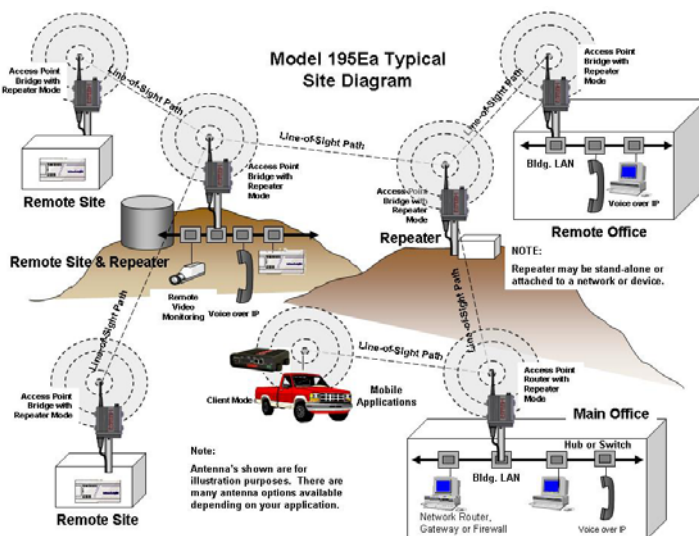 Model 195Ea Typical
Site Diagram
Access Point
Bridge with
Repeater Mode
Line-of-Sight Path
Remote Site
Access Point
Bridge with
Repeater
Mode
Line-of-Sight Path
Access Point
Bridge with
Repeater
Mode
Repeater
Line-of-Sight Path
Access Point
Bridge with
Repeater
Mode
Bldg. LAN
Voice over IP
Remote Office
NOTE:
Repeater may be stand-alone or
attached to a network or device.
Remote Site & Repeater
Remote
Video
Monitoring
Voice over IP
Line-of-Sight Path
Line-of-Sight Path
Access Point
Bridge with
Repeater Mode
Remote Site
Client Mode
Mobile
Applications
Line-of-Sight Path
Note:
Antenna's shown are for
illustration purposes. There are
many antenna options available
depending on your application.
Access Point
Router with
Repeater
Mode
Main Office
Hub or Switch
Bldg. LAN
Network Router,
Gateway or Firewall
Voice over IP